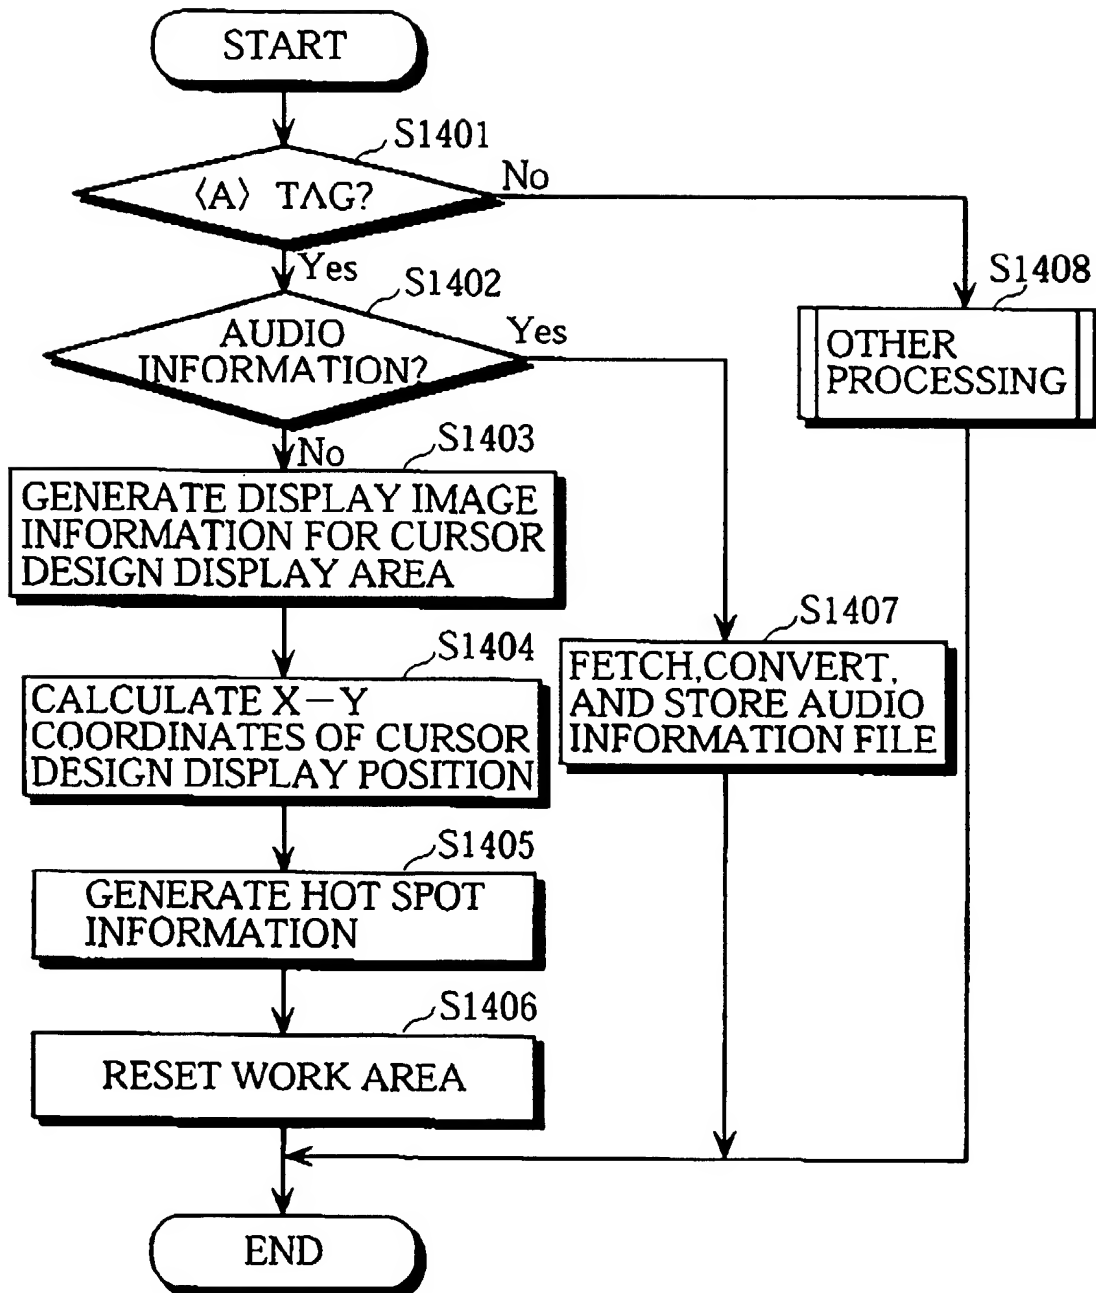 START
S1401
〈A〉 TAG?
No
Yes
S1402
AUDIO
INFORMATION?
Yes
S1408
OTHER
PROCESSING
No
S1403
GENERATE DISPLAY IMAGE
INFORMATION FOR CURSOR
DESIGN DISPLAY AREA
S1407
FETCH,CONVERT,
AND STORE AUDIO
INFORMATION FILE
S1404
CALCULATE X-Y
COORDINATES OF CURSOR
DESIGN DISPLAY POSITION
S1405
GENERATE HOT SPOT
INFORMATION
S1406
RESET WORK AREA
END